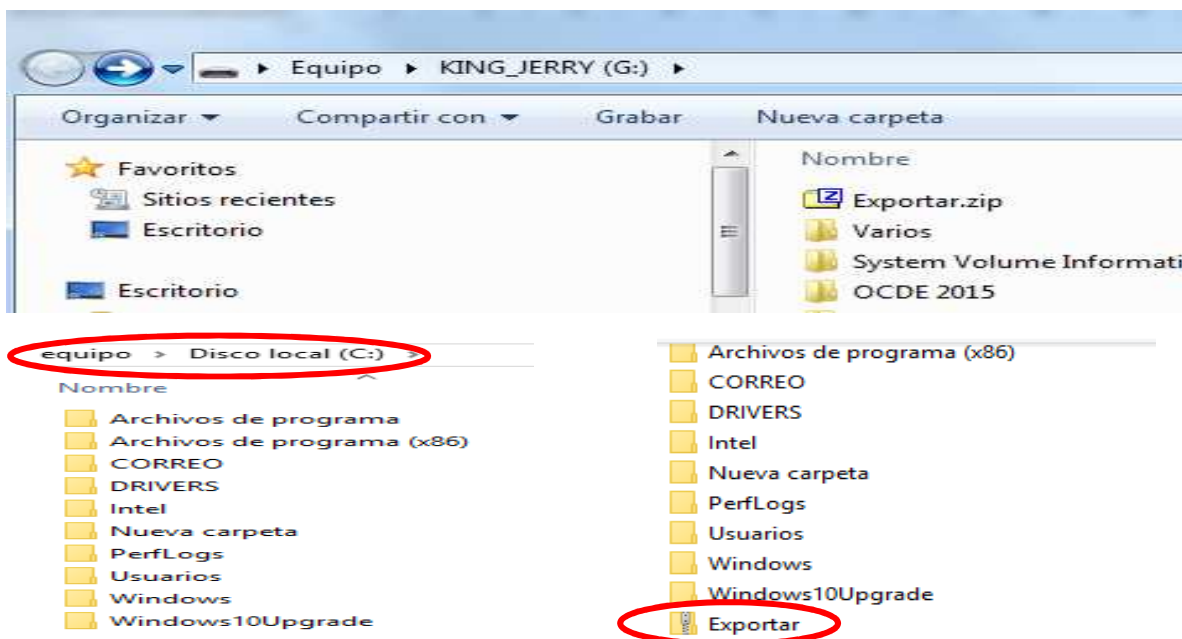 Equipo KING_JERRY (G:)
Organizar Compartir con Grabar Nueva carpeta
Favoritos
Sitios recientes
Escritorio
Escritorio
Nombre
Exportar.zip
Varios
System Volume Informati
OCDE 2015
equipo > Disco local (C:) >
Nombre
Archivos de programa
Archivos de programa (x86)
CORREO
DRIVERS
Intel
Nueva carpeta
PerfLogs
Usuarios
Windows
Windows10Upgrade
Archivos de programa (x86)
CORREO
DRIVERS
Intel
Nueva carpeta
PerfLogs
Usuarios
Windows
Windows10Upgrade
Exportar